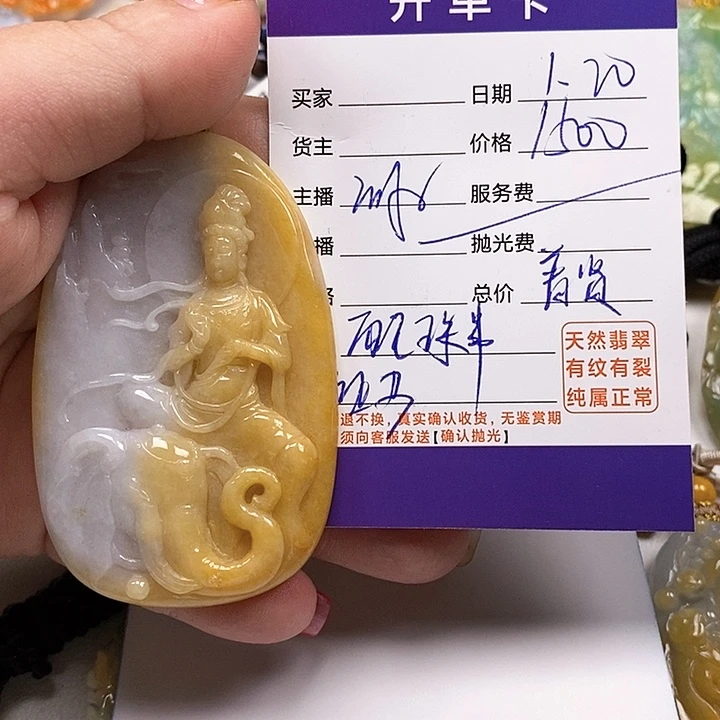 开单卡
买家 日期 1.20
货主 价格 1500
主播 服务费
播 抛光费
总价 普贤
天然翡翠
有纹有裂
纯属正常
退不换，真实确认收货，无鉴赏期
须向客服发送【确认抛光】